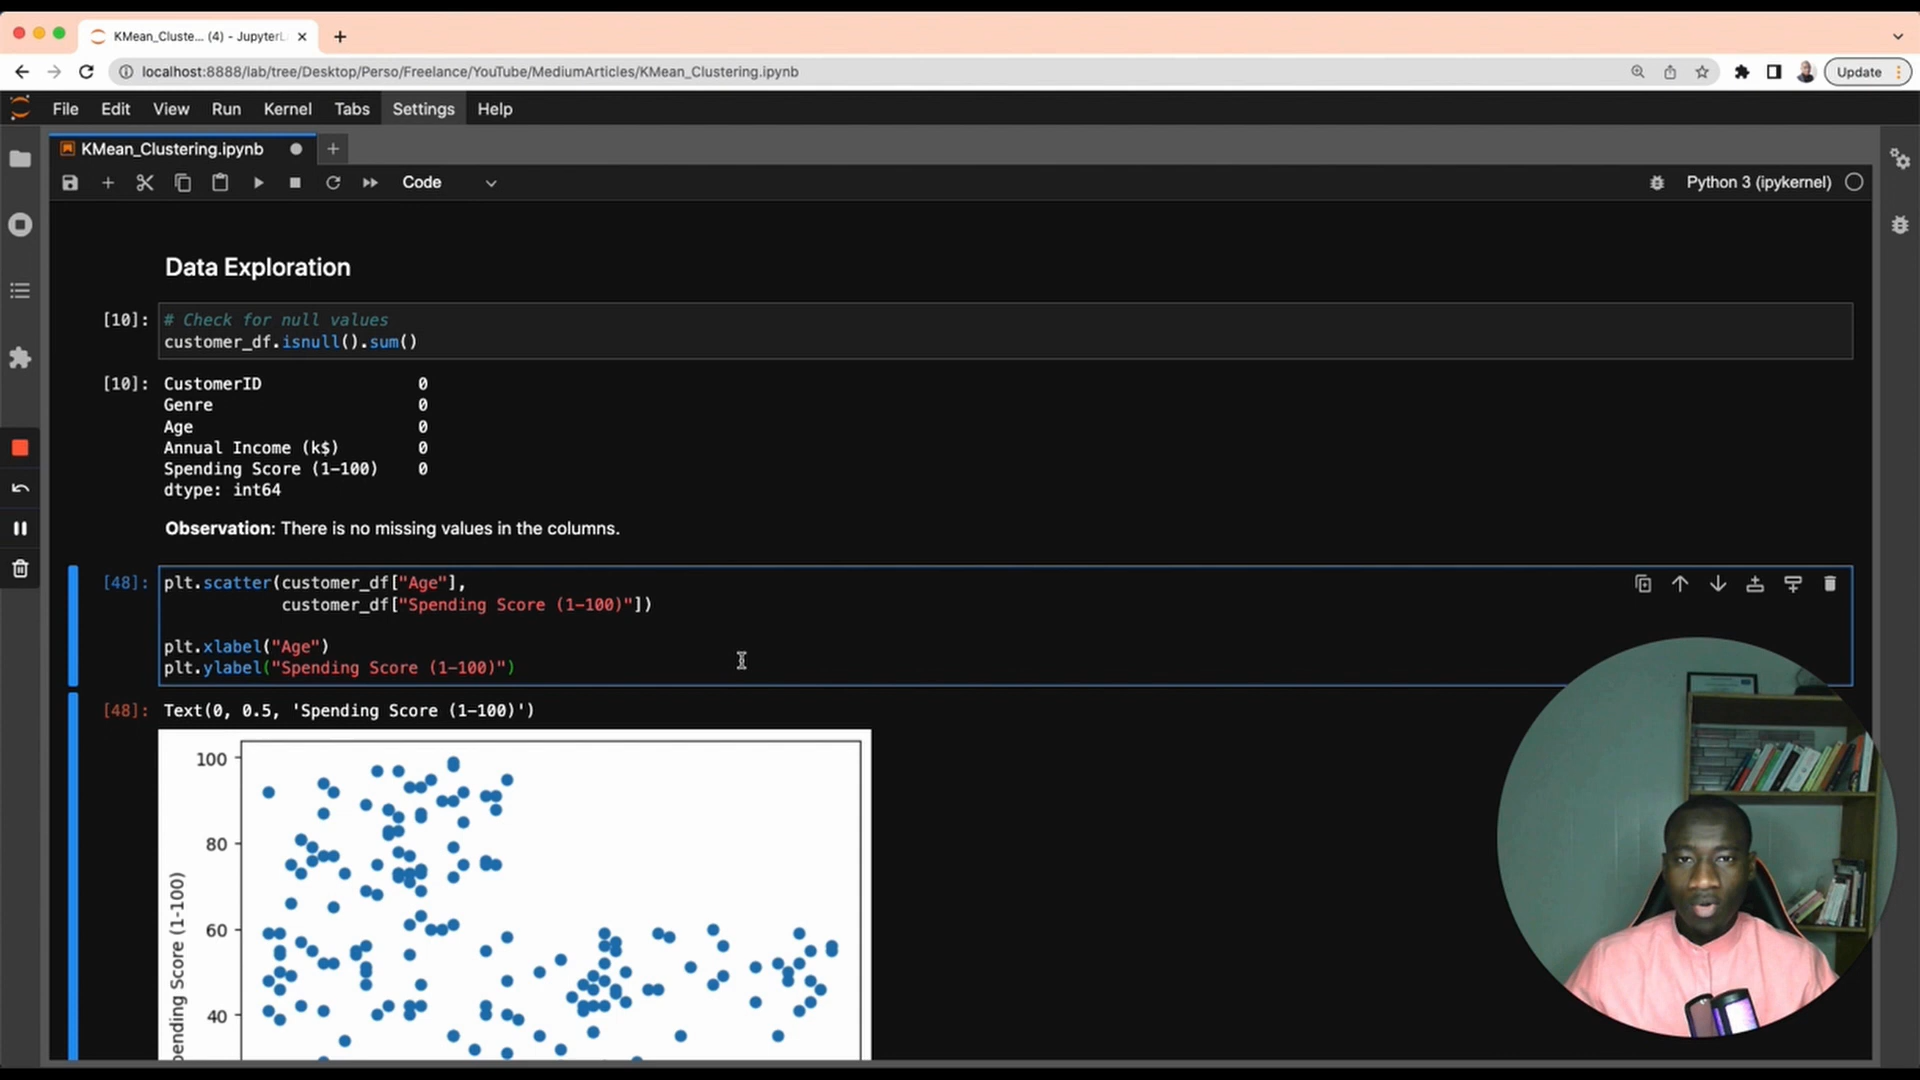 KMean_Cluste... (4) - JupyterL
localhost:8888/lab/tree/Desktop/Perso/Freelance/YouTube/MediumArticles/KMean_Clustering.ipynb
Update
File Edit View Run Kernel Tabs Settings Help
KMean_Clustering.ipynb
Code
Python 3 (ipykernel)
Data Exploration
[10]: # Check for null values
customer_df.isnull().sum()
[10]: CustomerID 0
Genre 0
Age 0
Annual Income (k$) 0
Spending Score (1-100) 0
dtype: int64
Observation: There is no missing values in the columns.
[48]: plt.scatter(customer_df["Age"],
customer_df["Spending Score (1-100)"])
plt.xlabel("Age")
plt.ylabel("Spending Score (1-100)")
[48]: Text(0, 0.5, 'Spending Score (1-100)')
100
80
60
40
pending Score (1-100)